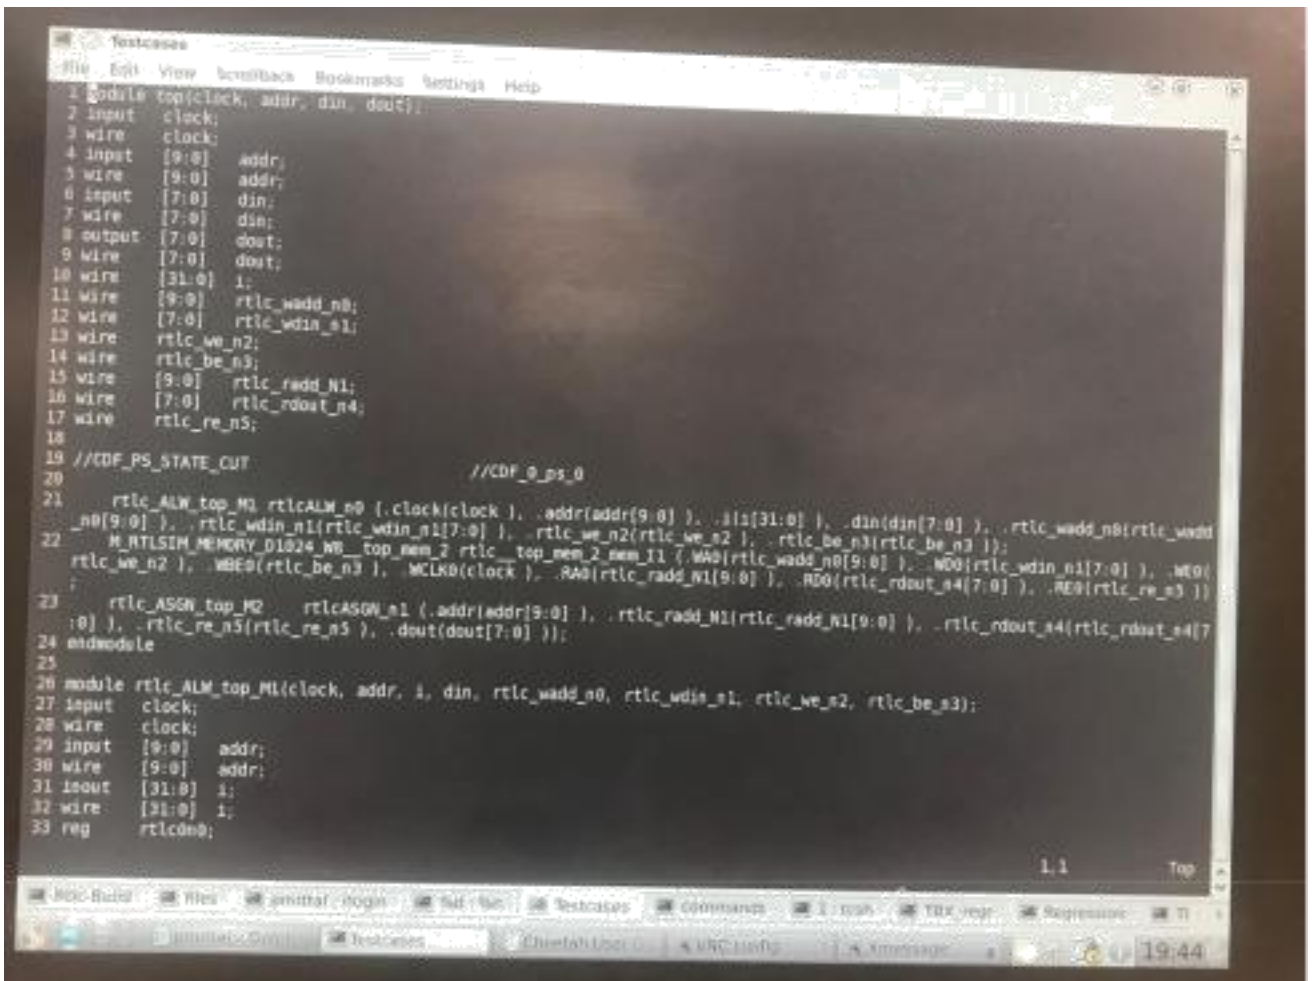 Testcases
File Edit View Scrollback Bookmarks Settings Help
1 module top(clock, addr, din, dout);
2 input clock;
3 wire clock;
4 input [9:0] addr;
5 wire [9:0] addr;
6 input [7:0] din;
7 wire [7:0] din;
8 output [7:0] dout;
9 wire [7:0] dout;
10 wire [31:0] i;
11 wire [9:0] rtlc_wadd_n0;
12 wire [7:0] rtlc_wdin_n1;
13 wire rtlc_we_n2;
14 wire rtlc_be_n3;
15 wire [9:0] rtlc_radd_N1;
16 wire [7:0] rtlc_rdout_n4;
17 wire rtlc_re_n5;
18
19 //CDF_PS_STATE_CUT //CDF_0_ps_0
20
21 rtlc_ALW_top_M1 rtlcALW_n0 (.clock(clock ), .addr(addr[9:0] ), .i(i[31:0] ), .din(din[7:0] ), .rtlc_wadd_n0(rtlc_wadd
_n0[9:0] ), .rtlc_wdin_n1(rtlc_wdin_n1[7:0] ), .rtlc_we_n2(rtlc_we_n2 ), .rtlc_be_n3(rtlc_be_n3 ));
22 M_RTLSIM_MEMORY_D1024_W8__top_mem_2 rtlc__top_mem_2_mem_I1 (.WA0(rtlc_wadd_n0[9:0] ), .WD0(rtlc_wdin_n1[7:0] ), .WE0(
rtlc_we_n2 ), .WBE0(rtlc_be_n3 ), .WCLK0(clock ), .RA0(rtlc_radd_N1[9:0] ), .RD0(rtlc_rdout_n4[7:0] ), .RE0(rtlc_re_n5 ))
;
23 rtlc_ASGN_top_M2 rtlcASGN_n1 (.addr(addr[9:0] ), .rtlc_radd_N1(rtlc_radd_N1[9:0] ), .rtlc_rdout_n4(rtlc_rdout_n4[7
:0] ), .rtlc_re_n5(rtlc_re_n5 ), .dout(dout[7:0] ));
24 endmodule
25
26 module rtlc_ALW_top_M1(clock, addr, i, din, rtlc_wadd_n0, rtlc_wdin_n1, rtlc_we_n2, rtlc_be_n3);
27 input clock;
28 wire clock;
29 input [9:0] addr;
30 wire [9:0] addr;
31 inout [31:0] i;
32 wire [31:0] i;
33 reg rtlc0n0;
1,1 Top
files Testcases commands Regression
Testcases Cheetah User VNC config xmessage 19:44